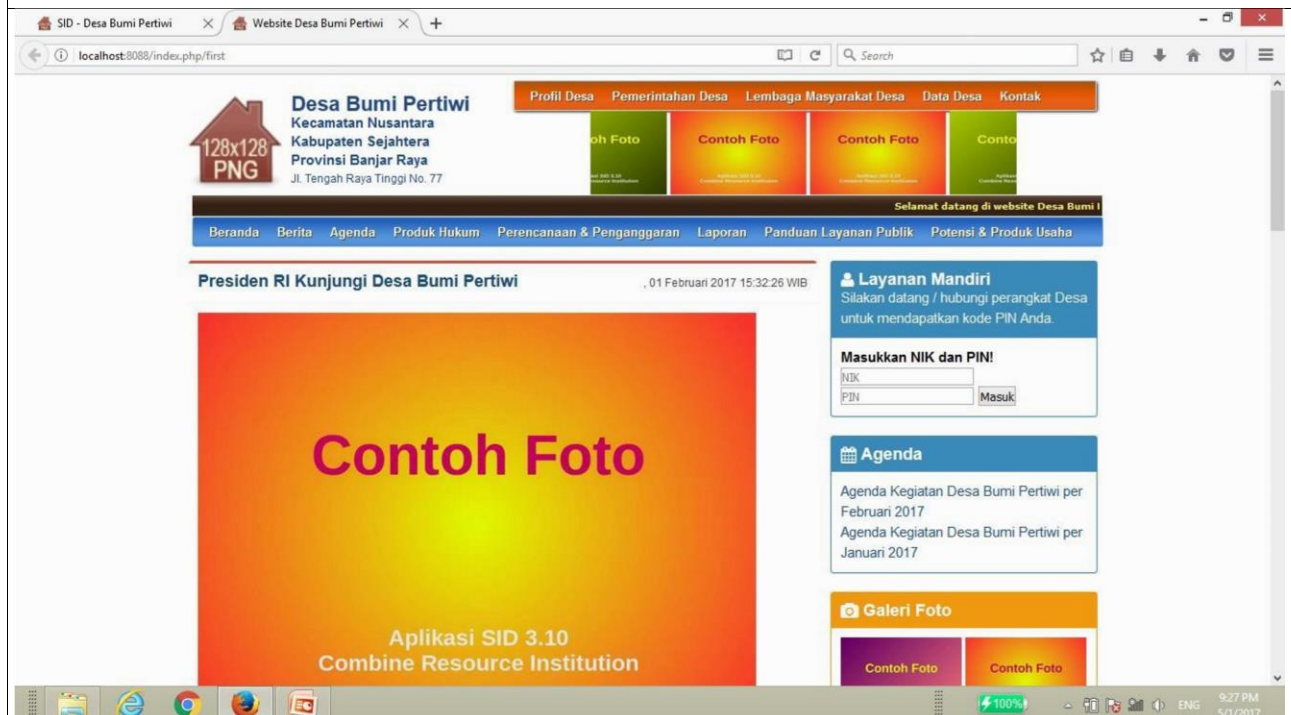 SID - Desa Bumi Pertiwi
Website Desa Bumi Pertiwi
localhost:8088/index.php/first
Search
128x128
PNG
Desa Bumi Pertiwi
Kecamatan Nusantara
Kabupaten Sejahtera
Provinsi Banjar Raya
Jl. Tengah Raya Tinggi No. 77
Profil Desa Pemerintahan Desa Lembaga Masyarakat Desa Data Desa Kontak
oh Foto Contoh Foto Contoh Foto Conto
Selamat datang di website Desa Bumi
Beranda Berita Agenda Produk Hukum Perencanaan & Penganggaran Laporan Panduan Layanan Publik Potensi & Produk Usaha
Presiden RI Kunjungi Desa Bumi Pertiwi
, 01 Februari 2017 15:32:26 WIB
Contoh Foto
Aplikasi SID 3.10
Combine Resource Institution
Layanan Mandiri
Silakan datang / hubungi perangkat Desa
untuk mendapatkan kode PIN Anda.
Masukkan NIK dan PIN!
NIK
PIN
Masuk
Agenda
Agenda Kegiatan Desa Bumi Pertiwi per
Februari 2017
Agenda Kegiatan Desa Bumi Pertiwi per
Januari 2017
Galeri Foto
Contoh Foto Contoh Foto
100%
ENG
9:27 PM
5/1/2017